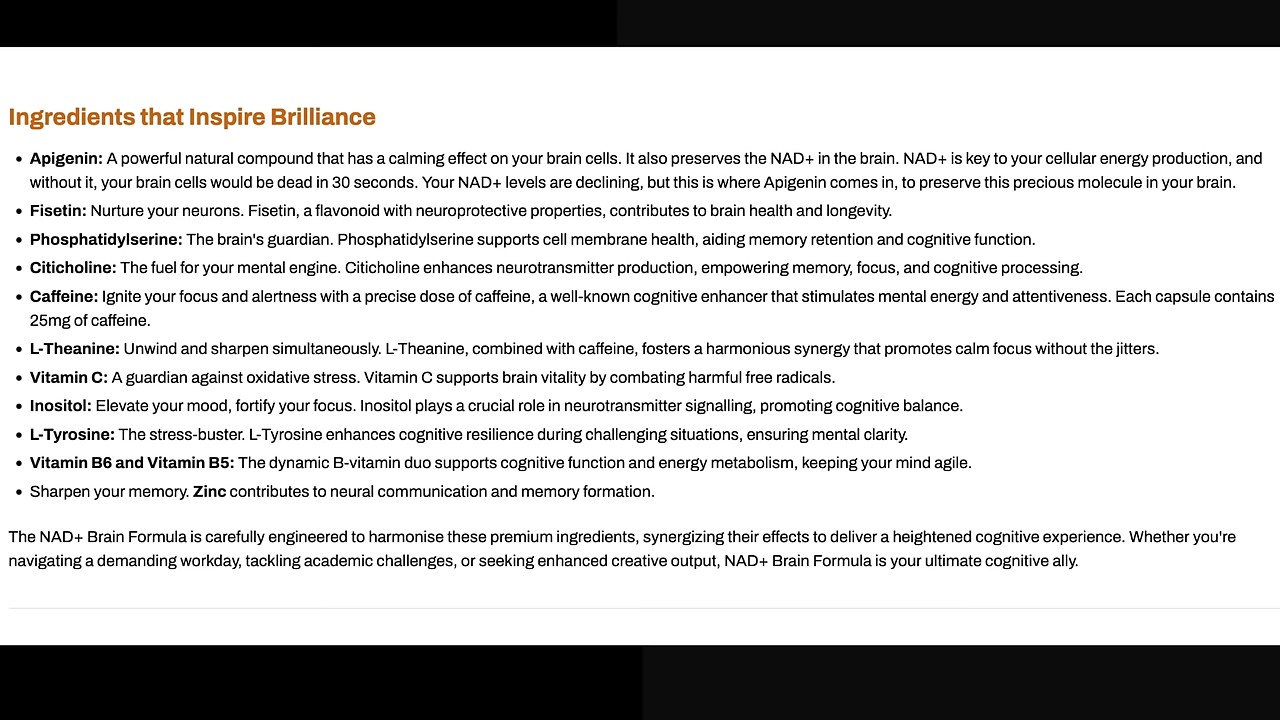 Ingredients that Inspire Brilliance
• Apigenin: A powerful natural compound that has a calming effect on your brain cells. It also preserves the NAD+ in the brain. NAD+ is key to your cellular energy production, and
without it, your brain cells would be dead in 30 seconds. Your NAD+ levels are declining, but this is where Apigenin comes in, to preserve this precious molecule in your brain.
• Fisetin: Nurture your neurons. Fisetin, a flavonoid with neuroprotective properties, contributes to brain health and longevity.
• Phosphatidylserine: The brain's guardian. Phosphatidylserine supports cell membrane health, aiding memory retention and cognitive function.
• Citicholine: The fuel for your mental engine. Citicholine enhances neurotransmitter production, empowering memory, focus, and cognitive processing.
• Caffeine: Ignite your focus and alertness with a precise dose of caffeine, a well-known cognitive enhancer that stimulates mental energy and attentiveness. Each capsule contains
25mg of caffeine.
• L-Theanine: Unwind and sharpen simultaneously. L-Theanine, combined with caffeine, fosters a harmonious synergy that promotes calm focus without the jitters.
• Vitamin C: A guardian against oxidative stress. Vitamin C supports brain vitality by combating harmful free radicals.
• Inositol: Elevate your mood, fortify your focus. Inositol plays a crucial role in neurotransmitter signalling, promoting cognitive balance.
• L-Tyrosine: The stress-buster. L-Tyrosine enhances cognitive resilience during challenging situations, ensuring mental clarity.
• Vitamin B6 and Vitamin B5: The dynamic B-vitamin duo supports cognitive function and energy metabolism, keeping your mind agile.
• Sharpen your memory. Zinc contributes to neural communication and memory formation.
The NAD+ Brain Formula is carefully engineered to harmonise these premium ingredients, synergizing their effects to deliver a heightened cognitive experience. Whether you're
navigating a demanding workday, tackling academic challenges, or seeking enhanced creative output, NAD+ Brain Formula is your ultimate cognitive ally.